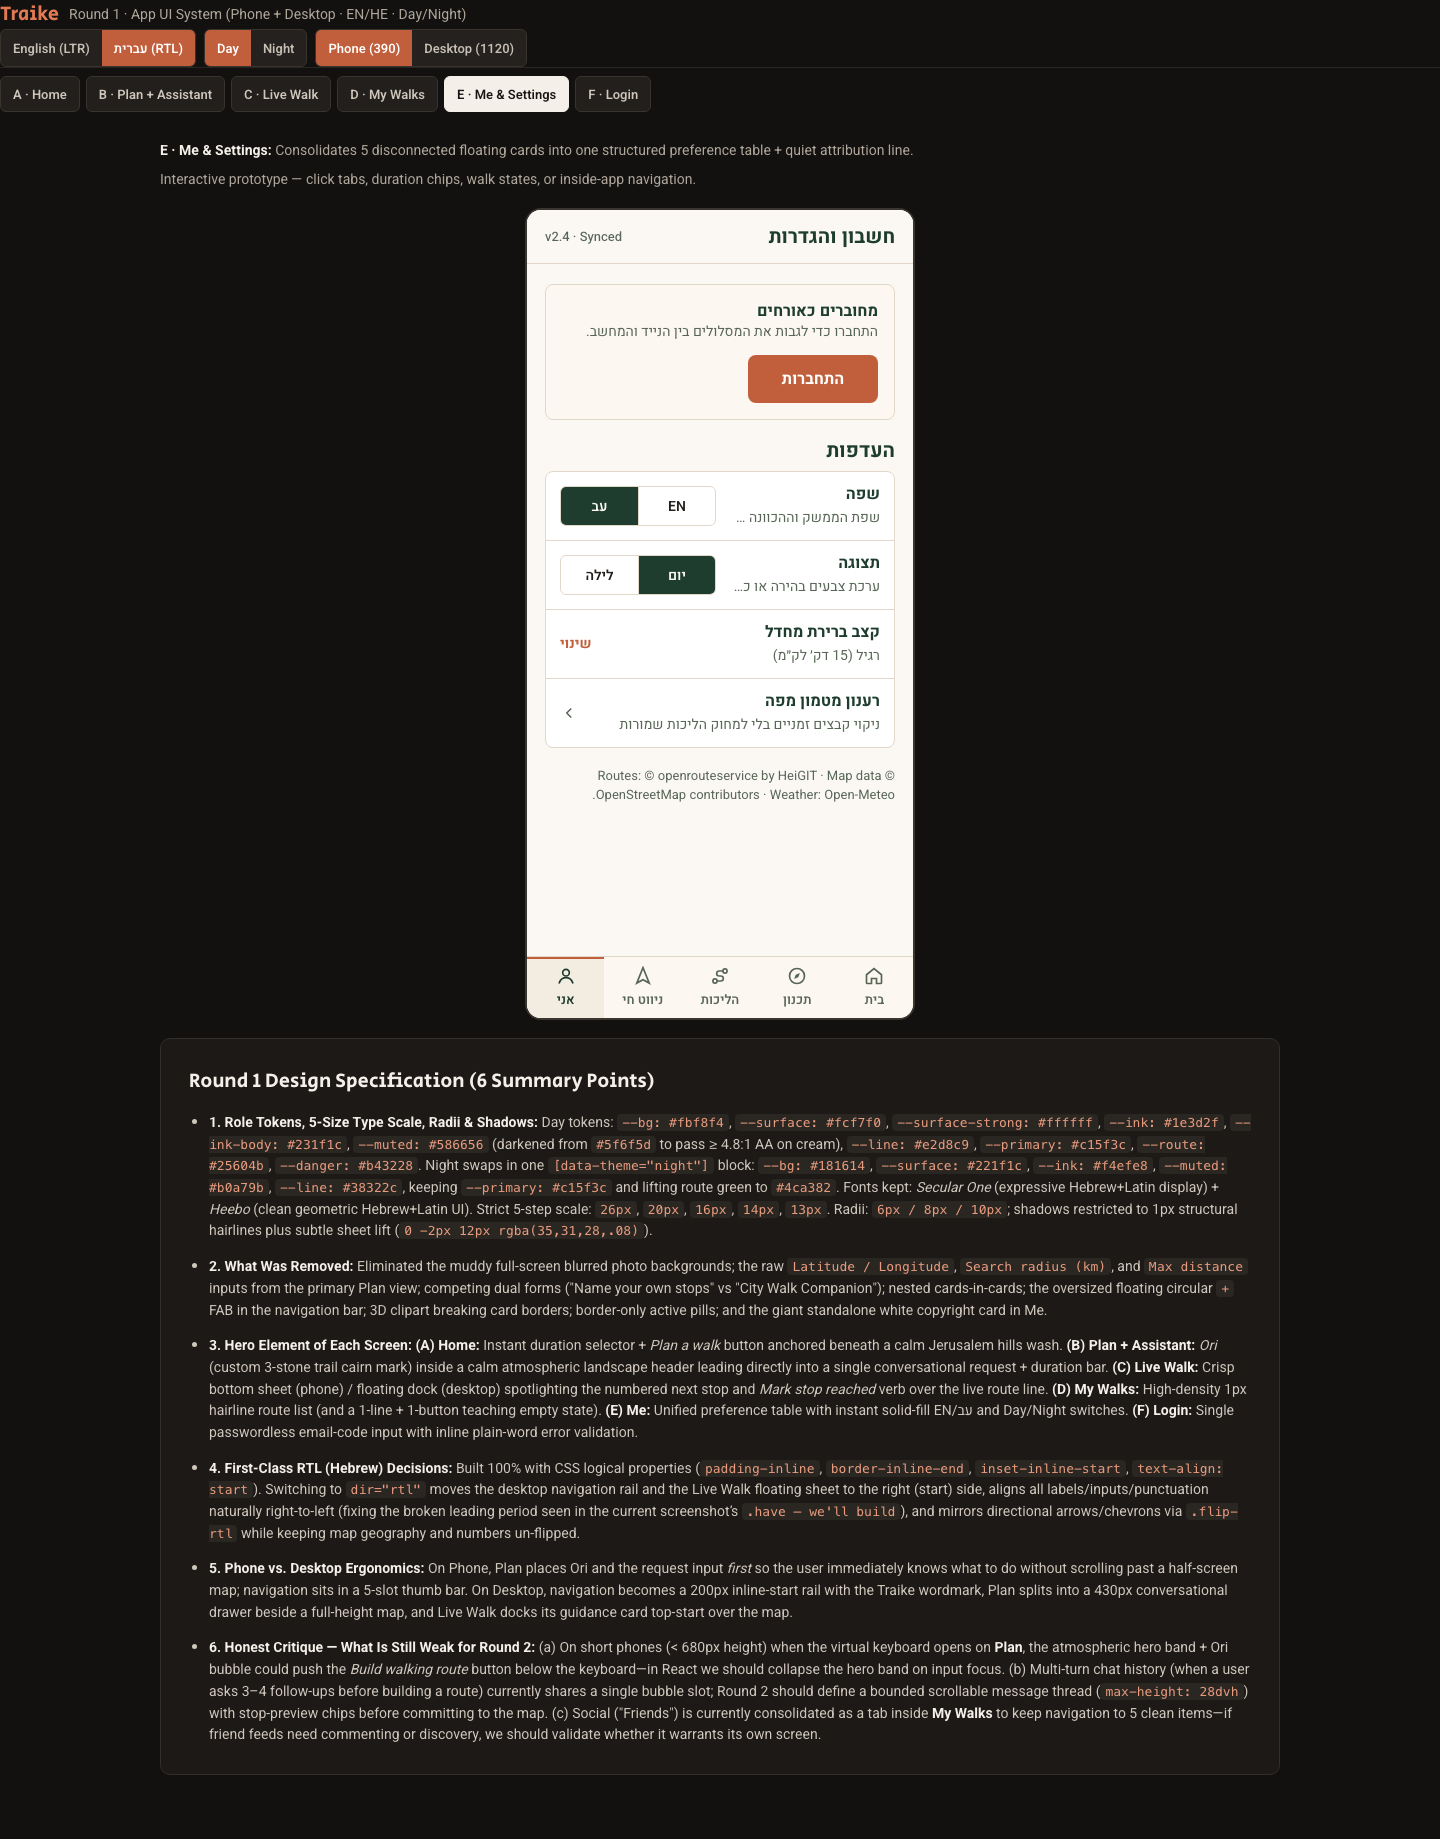 Traike Round 1 · App UI System (Phone + Desktop · EN/HE · Day/Night)
English (LTR) עברית (RTL) Day Night Phone (390) Desktop (1120)
A · Home B · Plan + Assistant C · Live Walk D · My Walks E · Me & Settings F · Login
E · Me & Settings: Consolidates 5 disconnected floating cards into one structured preference table + quiet attribution line.
Interactive prototype — click tabs, duration chips, walk states, or inside-app navigation.
חשבון והגדרות
v2.4 · Synced
מחוברים כאורחים
התחברו כדי לגבות את המסלולים בין הנייד והמחשב.
התחברות
העדפות
שפה
שפת הממשק וההכוונה ...
EN עב
תצוגה
ערכת צבעים בהירה או כ...
יום לילה
קצב ברירת מחדל
רגיל (15 דק׳ לק״מ)
שינוי
רענון מטמון מפה
ניקוי קבצים זמניים בלי למחוק הליכות שמורות
Routes: © openrouteservice by HeiGIT · Map data ©
.OpenStreetMap contributors · Weather: Open-Meteo
בית תכנון הליכות ניווט חי אני
Round 1 Design Specification (6 Summary Points)
1. Role Tokens, 5-Size Type Scale, Radii & Shadows: Day tokens: --bg: #fbf8f4, --surface: #fcf7f0, --surface-strong: #ffffff, --ink: #1e3d2f, --
ink-body: #231f1c, --muted: #586656 (darkened from #5f6f5d to pass ≥ 4.8:1 AA on cream), --line: #e2d8c9, --primary: #c15f3c, --route:
#25604b, --danger: #b43228. Night swaps in one [data-theme="night"] block: --bg: #181614, --surface: #221f1c, --ink: #f4efe8, --muted:
#b0a79b, --line: #38322c, keeping --primary: #c15f3c and lifting route green to #4ca382. Fonts kept: Secular One (expressive Hebrew+Latin display) +
Heebo (clean geometric Hebrew+Latin UI). Strict 5-step scale: 26px, 20px, 16px, 14px, 13px. Radii: 6px / 8px / 10px; shadows restricted to 1px structural
hairlines plus subtle sheet lift (0 -2px 12px rgba(35,31,28,.08)).
2. What Was Removed: Eliminated the muddy full-screen blurred photo backgrounds; the raw Latitude / Longitude, Search radius (km), and Max distance
inputs from the primary Plan view; competing dual forms ("Name your own stops" vs "City Walk Companion"); nested cards-in-cards; the oversized floating circular +
FAB in the navigation bar; 3D clipart breaking card borders; border-only active pills; and the giant standalone white copyright card in Me.
3. Hero Element of Each Screen: (A) Home: Instant duration selector + Plan a walk button anchored beneath a calm Jerusalem hills wash. (B) Plan + Assistant: Ori
(custom 3-stone trail cairn mark) inside a calm atmospheric landscape header leading directly into a single conversational request + duration bar. (C) Live Walk: Crisp
bottom sheet (phone) / floating dock (desktop) spotlighting the numbered next stop and Mark stop reached verb over the live route line. (D) My Walks: High-density 1px
hairline route list (and a 1-line + 1-button teaching empty state). (E) Me: Unified preference table with instant solid-fill EN/עב and Day/Night switches. (F) Login: Single
passwordless email-code input with inline plain-word error validation.
4. First-Class RTL (Hebrew) Decisions: Built 100% with CSS logical properties (padding-inline, border-inline-end, inset-inline-start, text-align:
start). Switching to dir="rtl" moves the desktop navigation rail and the Live Walk floating sheet to the right (start) side, aligns all labels/inputs/punctuation
naturally right-to-left (fixing the broken leading period seen in the current screenshot's .have — we'll build), and mirrors directional arrows/chevrons via .flip-
rtl while keeping map geography and numbers un-flipped.
5. Phone vs. Desktop Ergonomics: On Phone, Plan places Ori and the request input first so the user immediately knows what to do without scrolling past a half-screen
map; navigation sits in a 5-slot thumb bar. On Desktop, navigation becomes a 200px inline-start rail with the Traike wordmark, Plan splits into a 430px conversational
drawer beside a full-height map, and Live Walk docks its guidance card top-start over the map.
6. Honest Critique — What Is Still Weak for Round 2: (a) On short phones (< 680px height) when the virtual keyboard opens on Plan, the atmospheric hero band + Ori
bubble could push the Build walking route button below the keyboard—in React we should collapse the hero band on input focus. (b) Multi-turn chat history (when a user
asks 3–4 follow-ups before building a route) currently shares a single bubble slot; Round 2 should define a bounded scrollable message thread (max-height: 28dvh)
with stop-preview chips before committing to the map. (c) Social ("Friends") is currently consolidated as a tab inside My Walks to keep navigation to 5 clean items—if
friend feeds need commenting or discovery, we should validate whether it warrants its own screen.